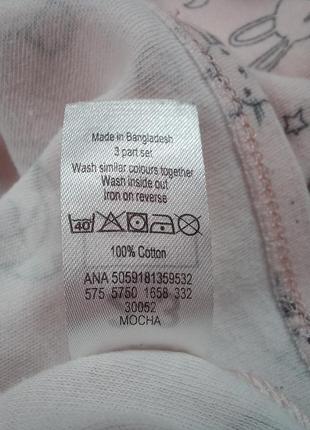 Made in Bangladesh
3 part set
Wash similar colours together
Wash inside out
Iron on reverse
40
100% Cotton
ANA 5059181359532
575 5750 1658 332
30052
MOCHA